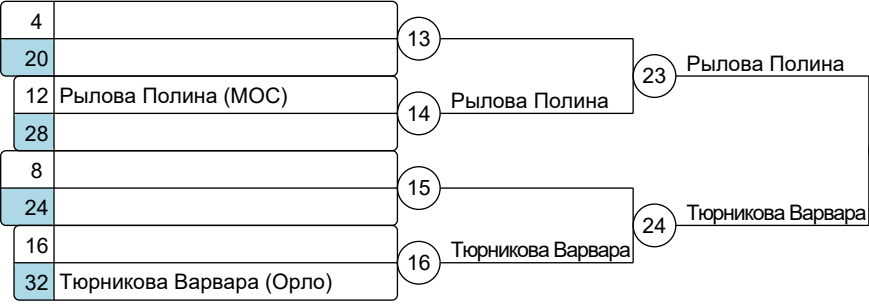 4
13
20
23 Рылова Полина
12 Рылова Полина (МОС)
14 Рылова Полина
28
8
15
24
24 Тюрникова Варвара
16
16 Тюрникова Варвара
32 Тюрникова Варвара (Орло)